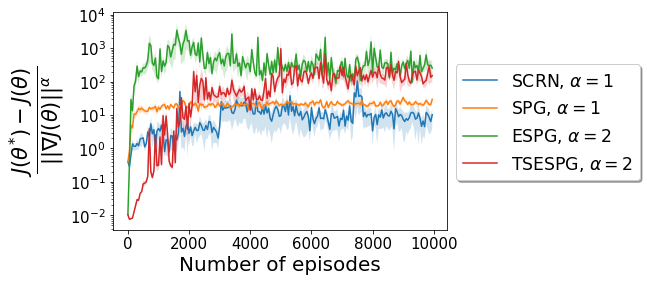 J(θ*) − J(θ)
||∇J(θ)||^α
10^4
10^3
10^2
10^1
10^0
10^−1
10^−2
0 2000 4000 6000 8000 10000
Number of episodes
SCRN, α = 1
SPG, α = 1
ESPG, α = 2
TSESPG, α = 2